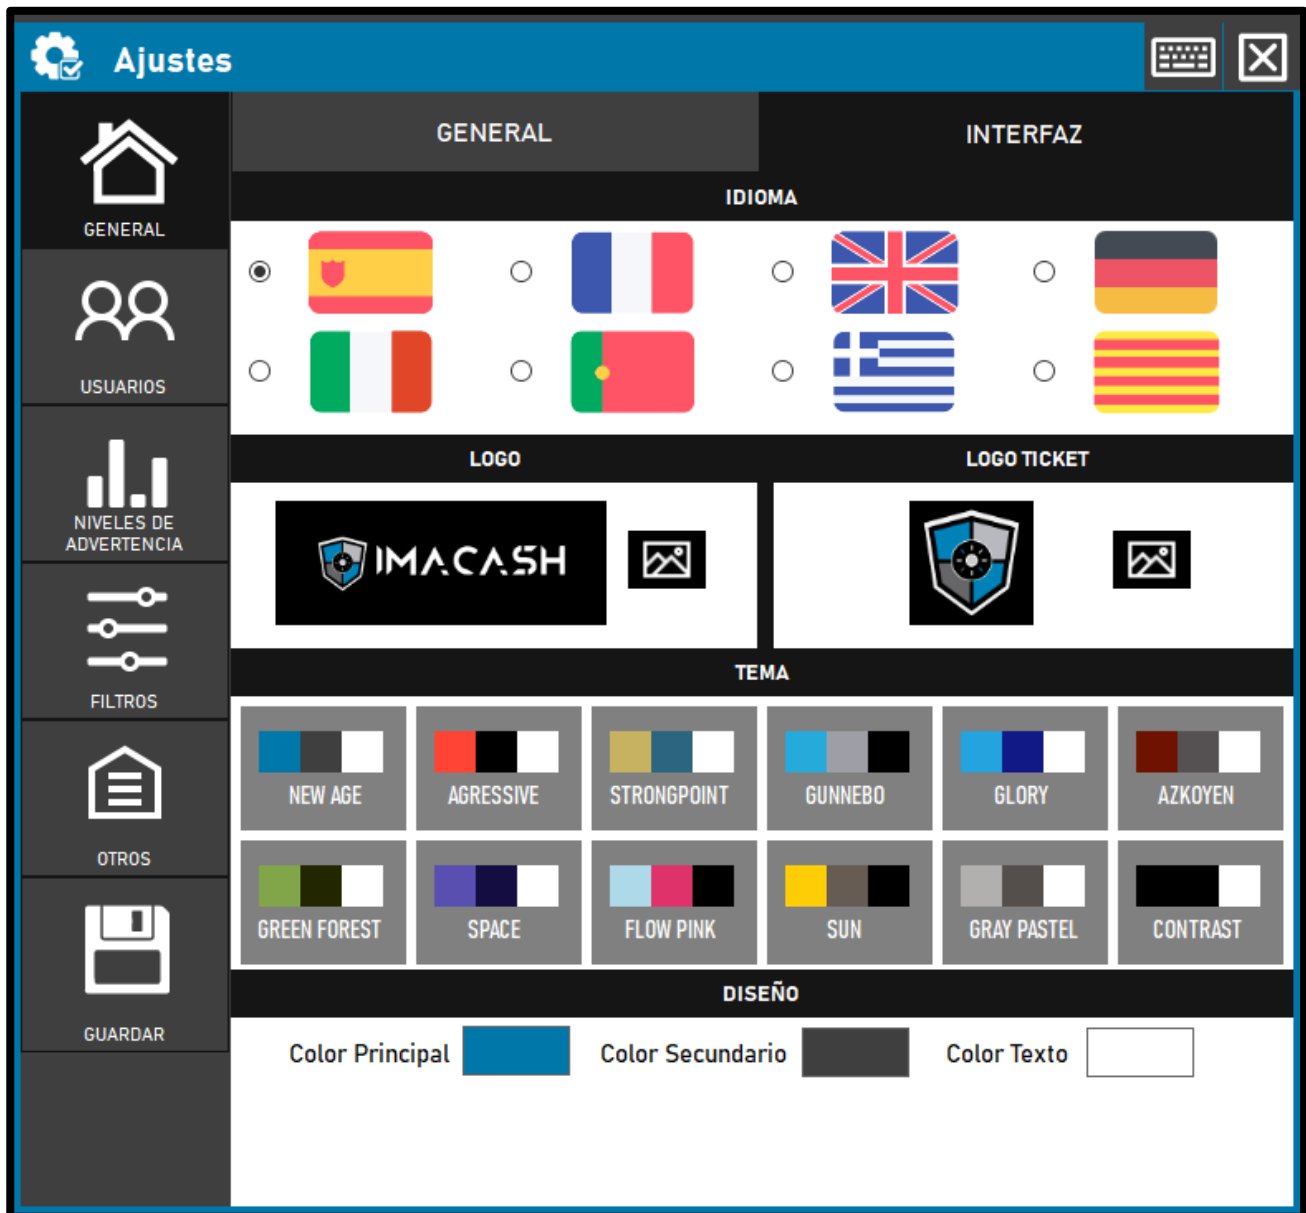 Ajustes
GENERAL
INTERFAZ
IDIOMA
GENERAL
USUARIOS
NIVELES DE
ADVERTENCIA
FILTROS
OTROS
GUARDAR
LOGO
LOGO TICKET
IMACASH
TEMA
NEW AGE
AGRESSIVE
STRONGPOINT
GUNNEBO
GLORY
AZKOYEN
GREEN FOREST
SPACE
FLOW PINK
SUN
GRAY PASTEL
CONTRAST
DISEÑO
Color Principal
Color Secundario
Color Texto